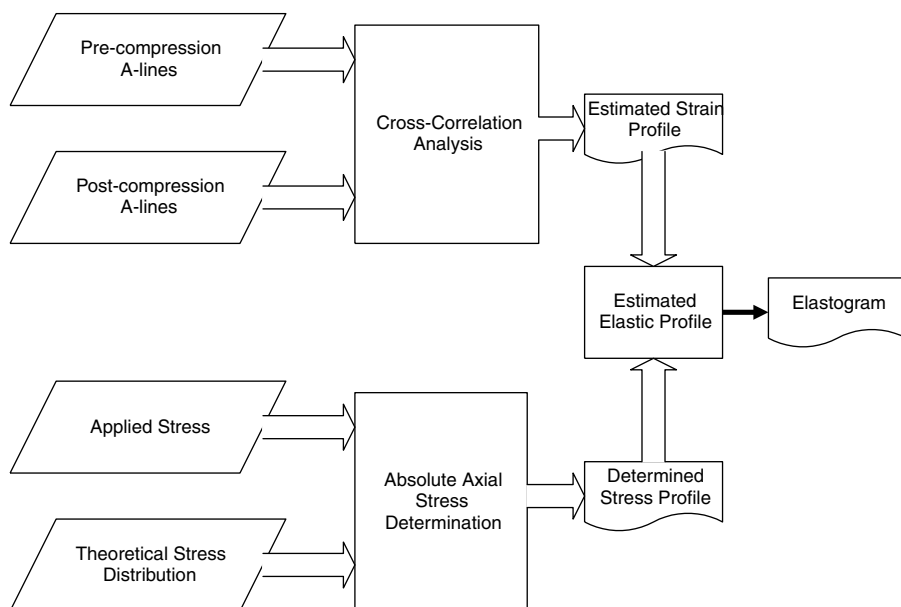 Pre-compression
A-lines
Post-compression
A-lines
Cross-Correlation
Analysis
Estimated Strain
Profile
Estimated
Elastic Profile
Elastogram
Applied Stress
Theoretical Stress
Distribution
Absolute Axial
Stress
Determination
Determined
Stress Profile